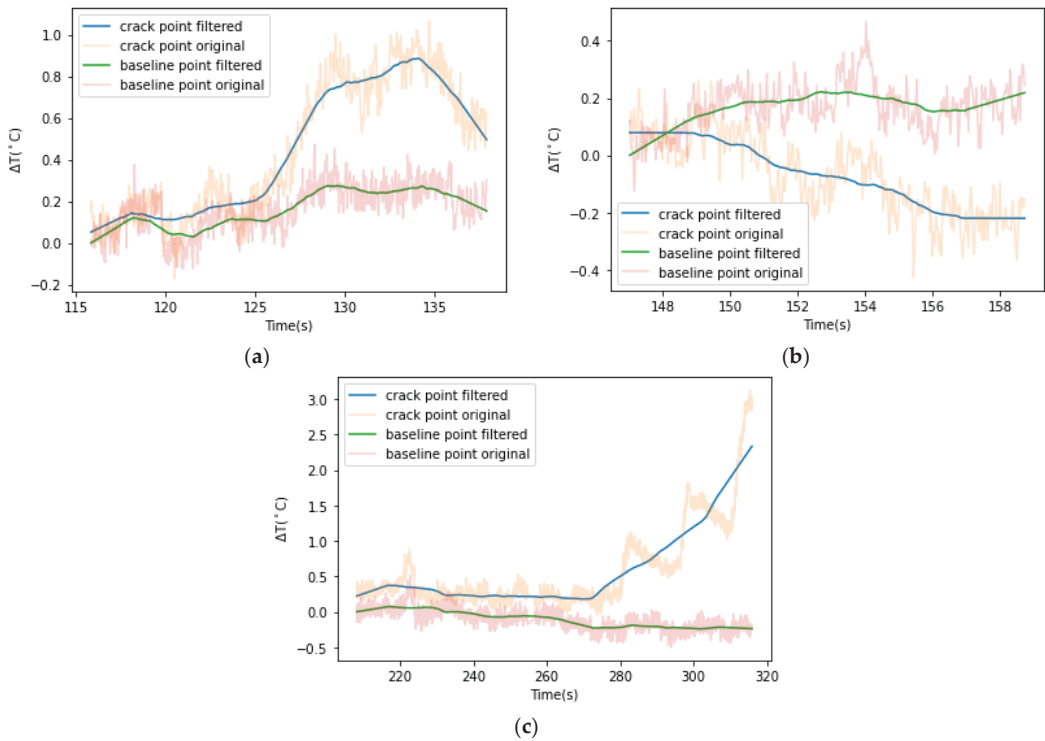 crack point filtered
crack point original
baseline point filtered
baseline point original
ΔT(˚C)
1.0
0.8
0.6
0.4
0.2
0.0
−0.2
115
120
125
130
135
Time(s)
(a)
ΔT(˚C)
0.4
0.2
0.0
−0.2
−0.4
crack point filtered
crack point original
baseline point filtered
baseline point original
148
150
152
154
156
158
Time(s)
(b)
crack point filtered
crack point original
baseline point filtered
baseline point original
ΔT(˚C)
3.0
2.5
2.0
1.5
1.0
0.5
0.0
−0.5
220
240
260
280
300
320
Time(s)
(c)